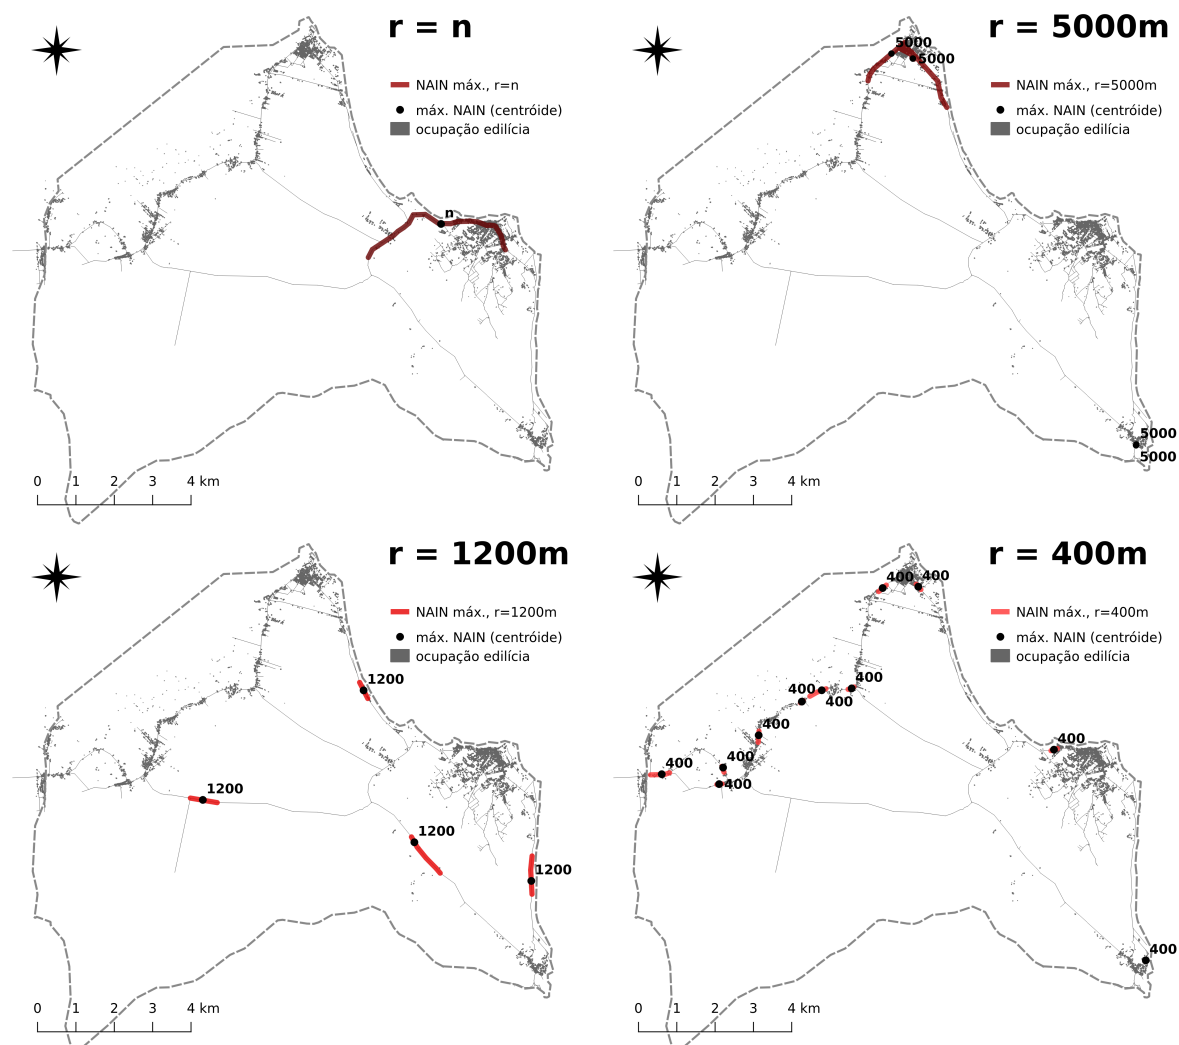 r = n
NAIN máx., r=n
máx. NAIN (centróide)
ocupação edilícia
n
0 1 2 3 4 km
r = 5000m
5000
5000
NAIN máx., r=5000m
máx. NAIN (centróide)
ocupação edilícia
5000
5000
0 1 2 3 4 km
r = 1200m
NAIN máx., r=1200m
máx. NAIN (centróide)
ocupação edilícia
1200
1200
1200
1200
0 1 2 3 4 km
r = 400m
400
400
NAIN máx., r=400m
máx. NAIN (centróide)
ocupação edilícia
400
400
400
400
400
400
400
400
400
0 1 2 3 4 km